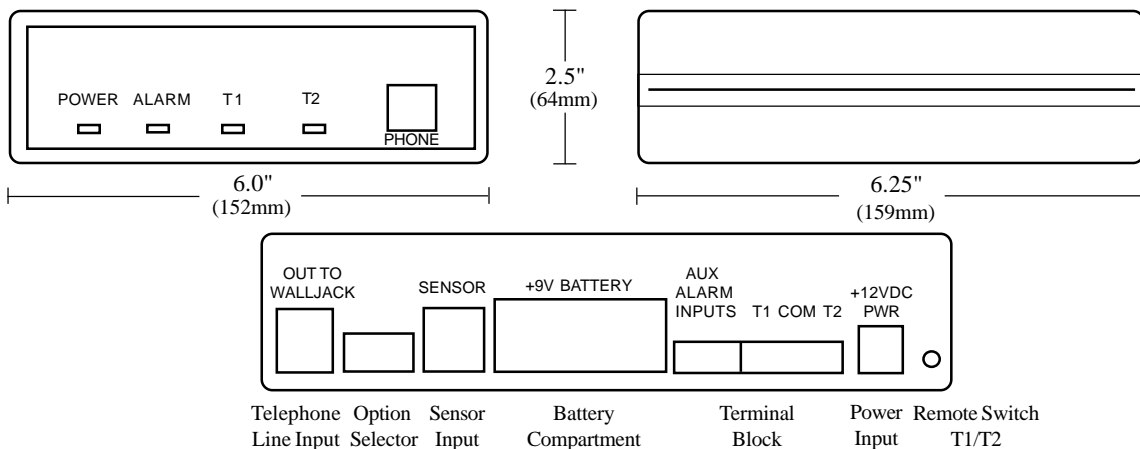 POWER ALARM T1 T2
PHONE
6.0"
(152mm)
2.5"
(64mm)
6.25"
(159mm)
OUT TO
WALLJACK
SENSOR
+9V BATTERY
AUX
ALARM
INPUTS
T1 COM T2
+12VDC
PWR
Telephone
Line Input
Option
Selector
Sensor
Input
Battery
Compartment
Terminal
Block
Power
Input
Remote Switch
T1/T2